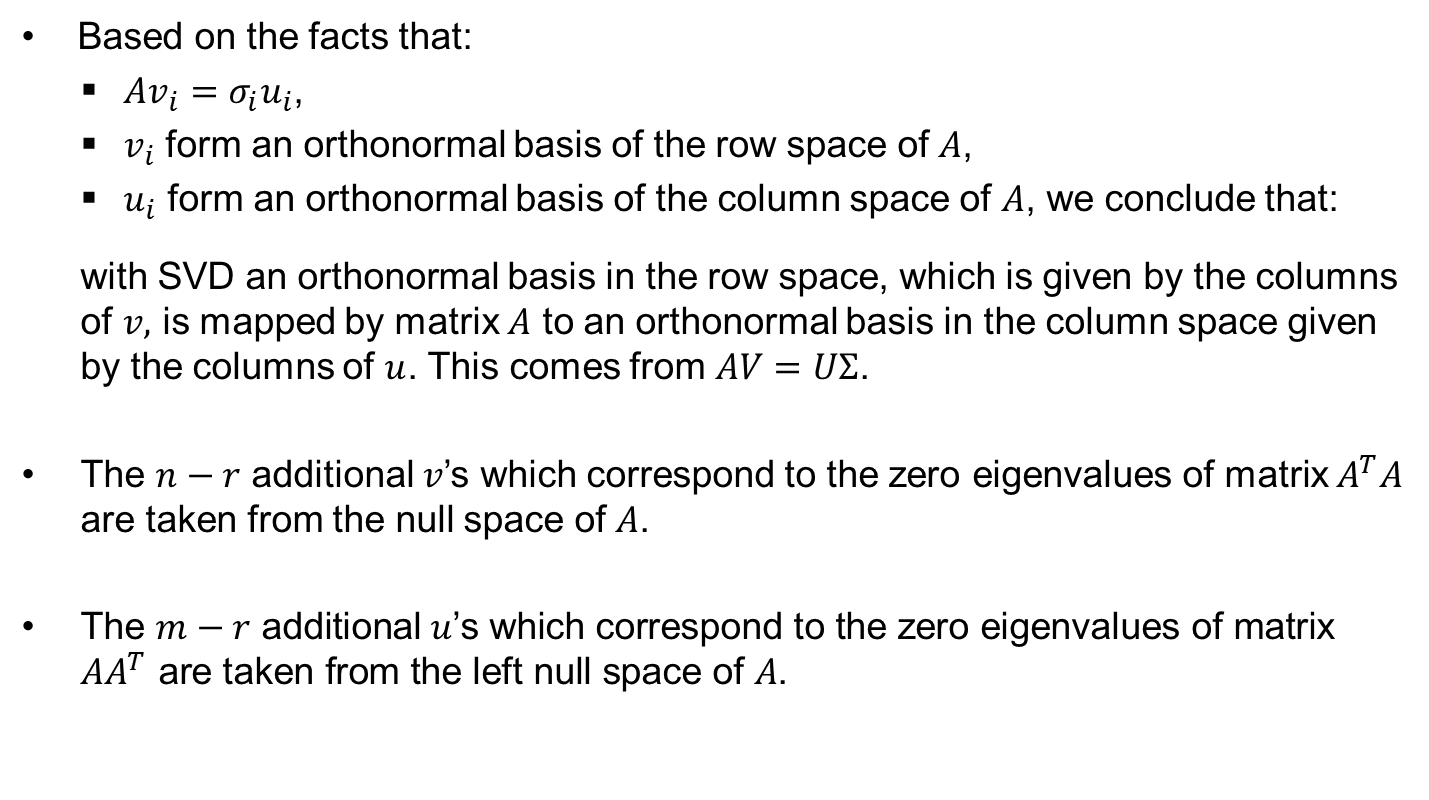 • Based on the facts that:
▪ 𝐴𝑣ᵢ = 𝜎ᵢ𝑢ᵢ,
▪ 𝑣ᵢ form an orthonormal basis of the row space of 𝐴,
▪ 𝑢ᵢ form an orthonormal basis of the column space of 𝐴, we conclude that:
with SVD an orthonormal basis in the row space, which is given by the columns
of 𝑣, is mapped by matrix 𝐴 to an orthonormal basis in the column space given
by the columns of 𝑢. This comes from 𝐴𝑉 = 𝑈Σ.
• The 𝑛 − 𝑟 additional 𝑣’s which correspond to the zero eigenvalues of matrix 𝐴ᵀ𝐴
are taken from the null space of 𝐴.
• The 𝑚 − 𝑟 additional 𝑢’s which correspond to the zero eigenvalues of matrix
𝐴𝐴ᵀ are taken from the left null space of 𝐴.